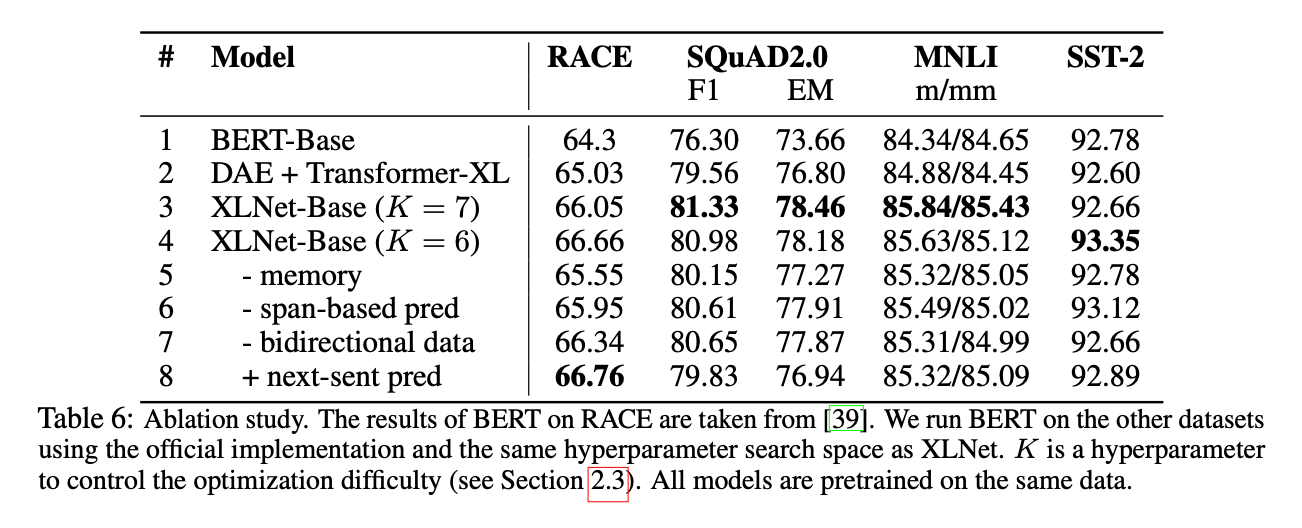 # Model RACE SQuAD2.0 MNLI SST-2
F1 EM m/mm
1 BERT-Base 64.3 76.30 73.66 84.34/84.65 92.78
2 DAE + Transformer-XL 65.03 79.56 76.80 84.88/84.45 92.60
3 XLNet-Base (K = 7) 66.05 81.33 78.46 85.84/85.43 92.66
4 XLNet-Base (K = 6) 66.66 80.98 78.18 85.63/85.12 93.35
5 - memory 65.55 80.15 77.27 85.32/85.05 92.78
6 - span-based pred 65.95 80.61 77.91 85.49/85.02 93.12
7 - bidirectional data 66.34 80.65 77.87 85.31/84.99 92.66
8 + next-sent pred 66.76 79.83 76.94 85.32/85.09 92.89
Table 6: Ablation study. The results of BERT on RACE are taken from [39]. We run BERT on the other datasets
using the official implementation and the same hyperparameter search space as XLNet. K is a hyperparameter
to control the optimization difficulty (see Section 2.3). All models are pretrained on the same data.